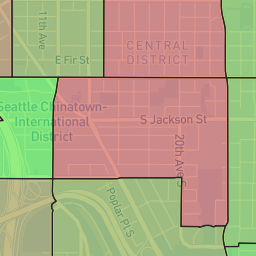 11th Ave
E Fir St
CENTRAL
DISTRICT
Seattle Chinatown-
International
District
S Jackson St
20th Ave S
Poplar Pl S